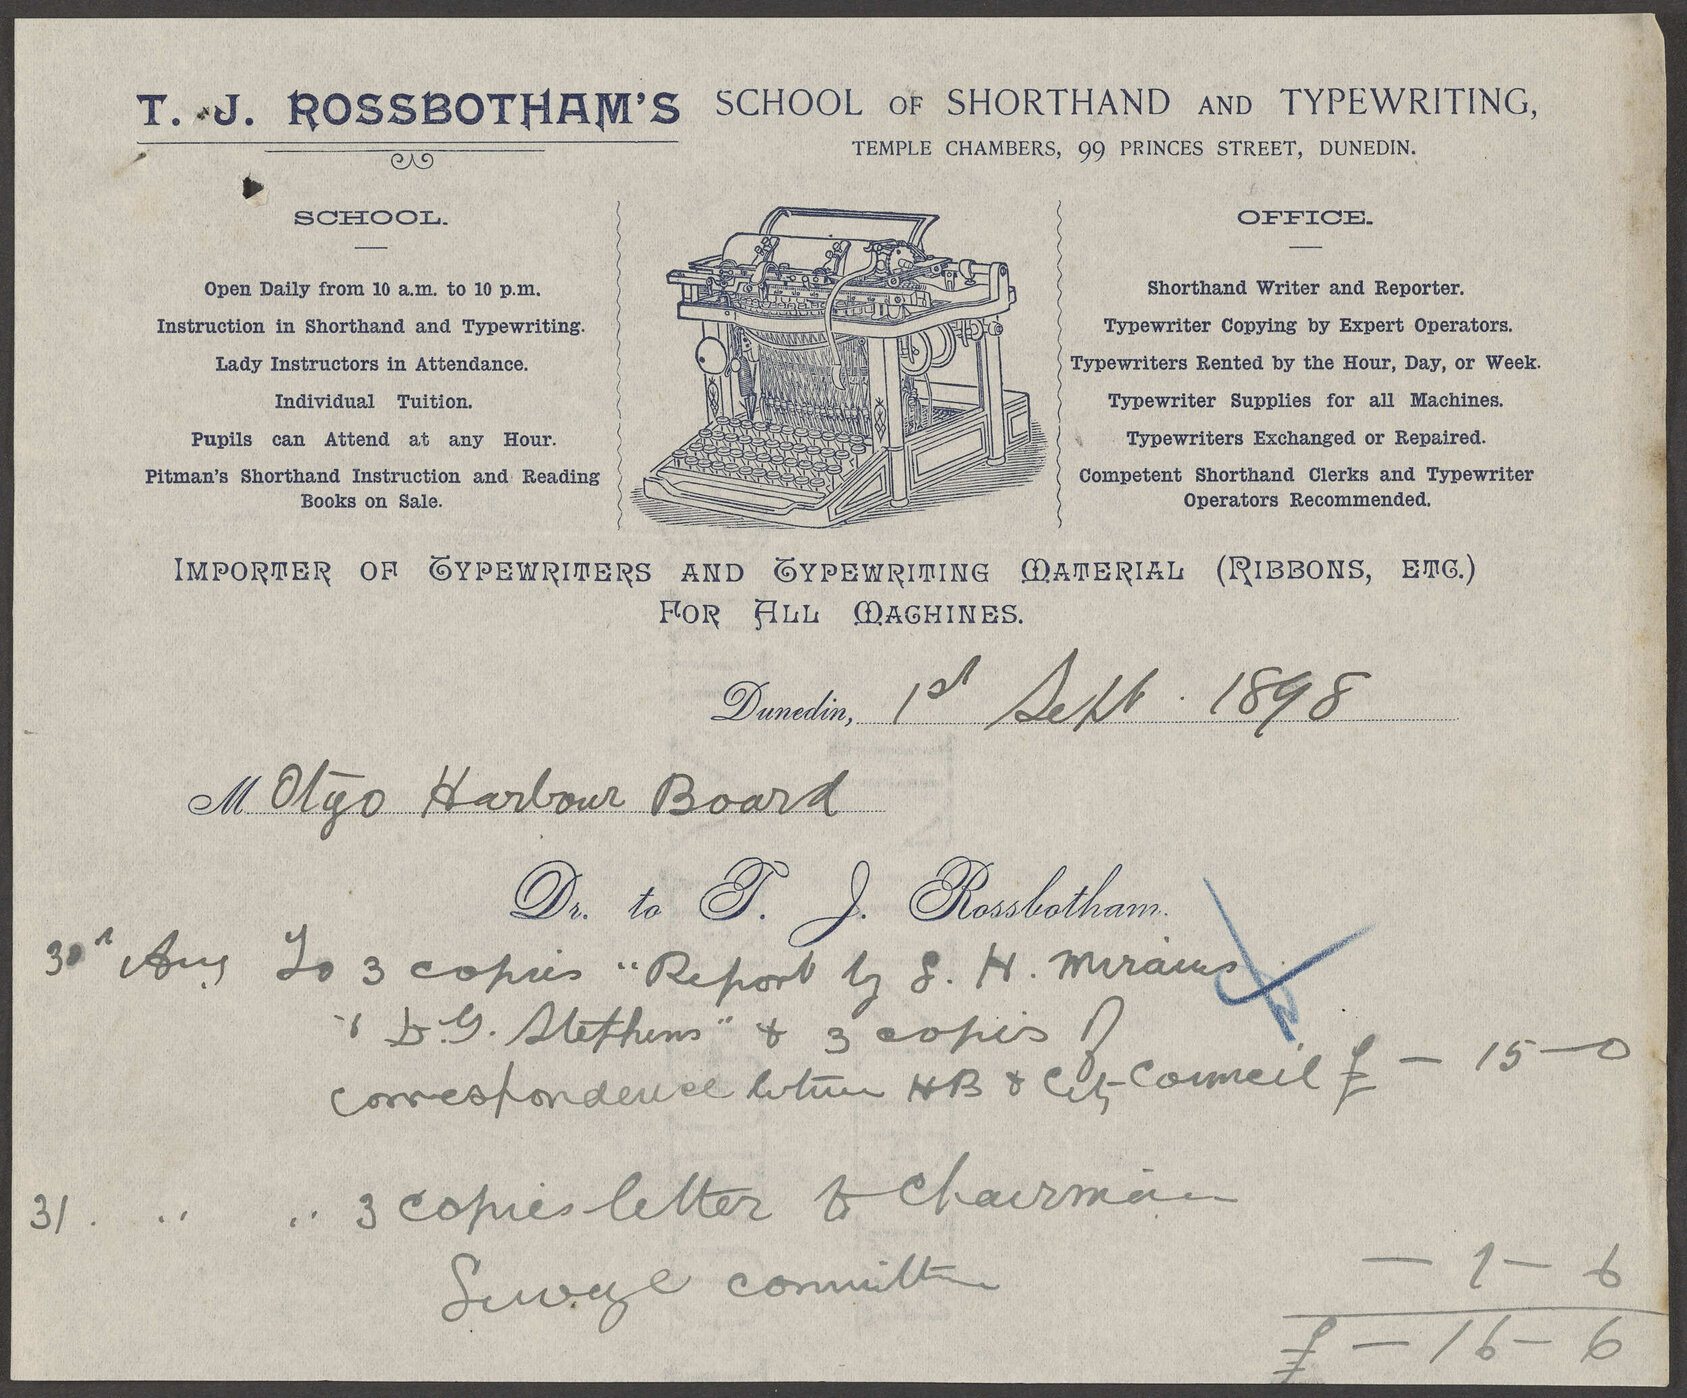 T. J. ROSSBOTHAM'S SCHOOL OF SHORTHAND AND TYPEWRITING,
TEMPLE CHAMBERS, 99 PRINCES STREET, DUNEDIN.
SCHOOL.
Open Daily from 10 a.m. to 10 p.m.
Instruction in Shorthand and Typewriting.
Lady Instructors in Attendance.
Individual Tuition.
Pupils can Attend at any Hour.
Pitman's Shorthand Instruction and Reading
Books on Sale.
OFFICE.
Shorthand Writer and Reporter.
Typewriter Copying by Expert Operators.
Typewriters Rented by the Hour, Day, or Week.
Typewriter Supplies for all Machines.
Typewriters Exchanged or Repaired.
Competent Shorthand Clerks and Typewriter
Operators Recommended.
IMPORTER OF TYPEWRITERS AND TYPEWRITING MATERIAL (RIBBONS, ETC.)
FOR ALL MACHINES.
Dunedin, 1st Sept. 1898
M Otgo Harbour Board
Dr. to T. J. Rossbotham.
30 Aug To 3 copies "Report by S. H. Mirams
" D. G. Stephens" & 3 copies of
correspondence between HB & City Council £ — 15 — 0
31. " " 3 copies letter to Chairman
Sewage committee — 1 — 6
£ — 16 — 6